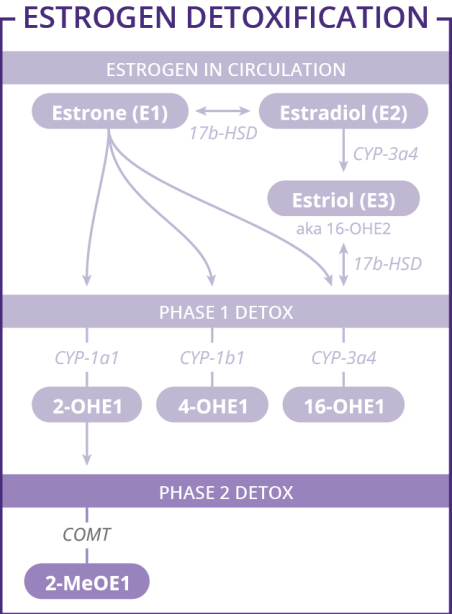 ESTROGEN DETOXIFICATION
ESTROGEN IN CIRCULATION
Estrone (E1)
Estradiol (E2)
17b-HSD
CYP-3a4
Estriol (E3)
aka 16-OHE2
17b-HSD
PHASE 1 DETOX
CYP-1a1
CYP-1b1
CYP-3a4
2-OHE1
4-OHE1
16-OHE1
PHASE 2 DETOX
COMT
2-MeOE1